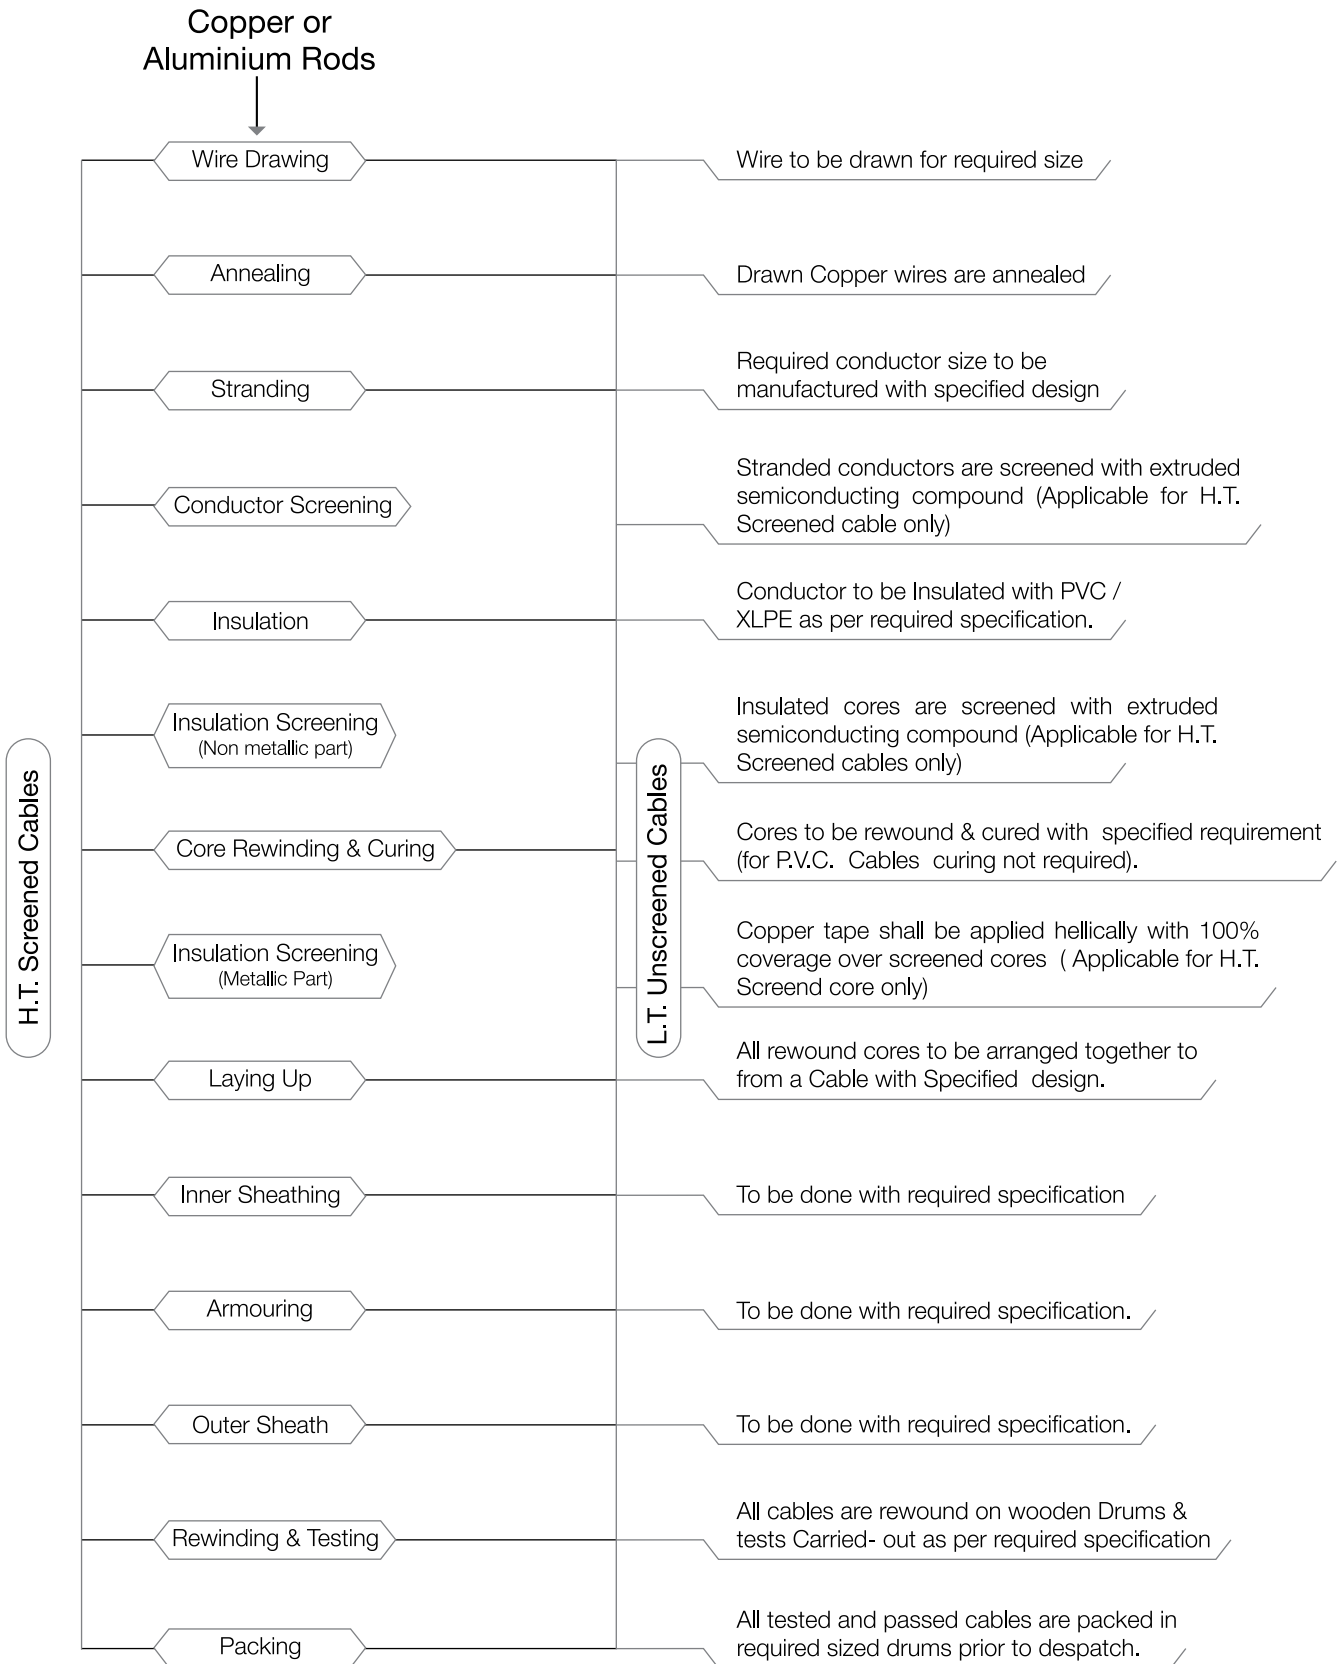 Copper or
Aluminium Rods
Wire Drawing
Wire to be drawn for required size
Annealing
Drawn Copper wires are annealed
Stranding
Required conductor size to be
manufactured with specified design
Conductor Screening
Stranded conductors are screened with extruded
semiconducting compound (Applicable for H.T.
Screened cable only)
Insulation
Conductor to be Insulated with PVC /
XLPE as per required specification.
Insulation Screening
(Non metallic part)
Insulated cores are screened with extruded
semiconducting compound (Applicable for H.T.
Screened cables only)
H.T. Screened Cables
L.T. Unscreened Cables
Core Rewinding & Curing
Cores to be rewound & cured with specified requirement
(for P.V.C. Cables curing not required).
Insulation Screening
(Metallic Part)
Copper tape shall be applied hellically with 100%
coverage over screened cores ( Applicable for H.T.
Screend core only)
Laying Up
All rewound cores to be arranged together to
from a Cable with Specified design.
Inner Sheathing
To be done with required specification
Armouring
To be done with required specification.
Outer Sheath
To be done with required specification.
Rewinding & Testing
All cables are rewound on wooden Drums &
tests Carried- out as per required specification
Packing
All tested and passed cables are packed in
required sized drums prior to despatch.